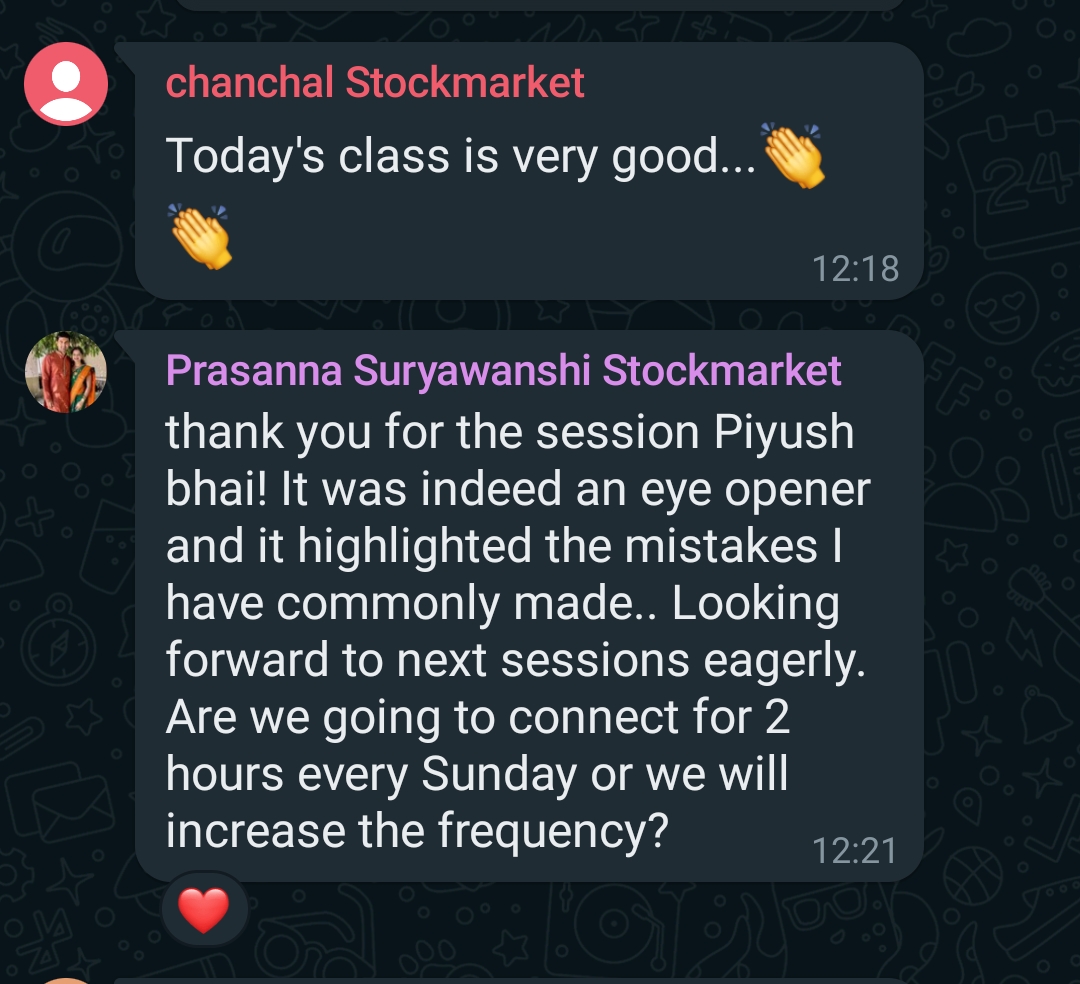 chanchal Stockmarket
Today's class is very good...👏
👏
12:18
Prasanna Suryawanshi Stockmarket
thank you for the session Piyush
bhai! It was indeed an eye opener
and it highlighted the mistakes I
have commonly made.. Looking
forward to next sessions eagerly.
Are we going to connect for 2
hours every Sunday or we will
increase the frequency?
12:21